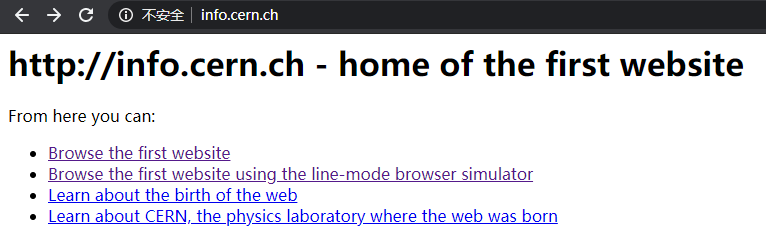 不安全 | info.cern.ch
http://info.cern.ch - home of the first website
From here you can:
Browse the first website
Browse the first website using the line-mode browser simulator
Learn about the birth of the web
Learn about CERN, the physics laboratory where the web was born